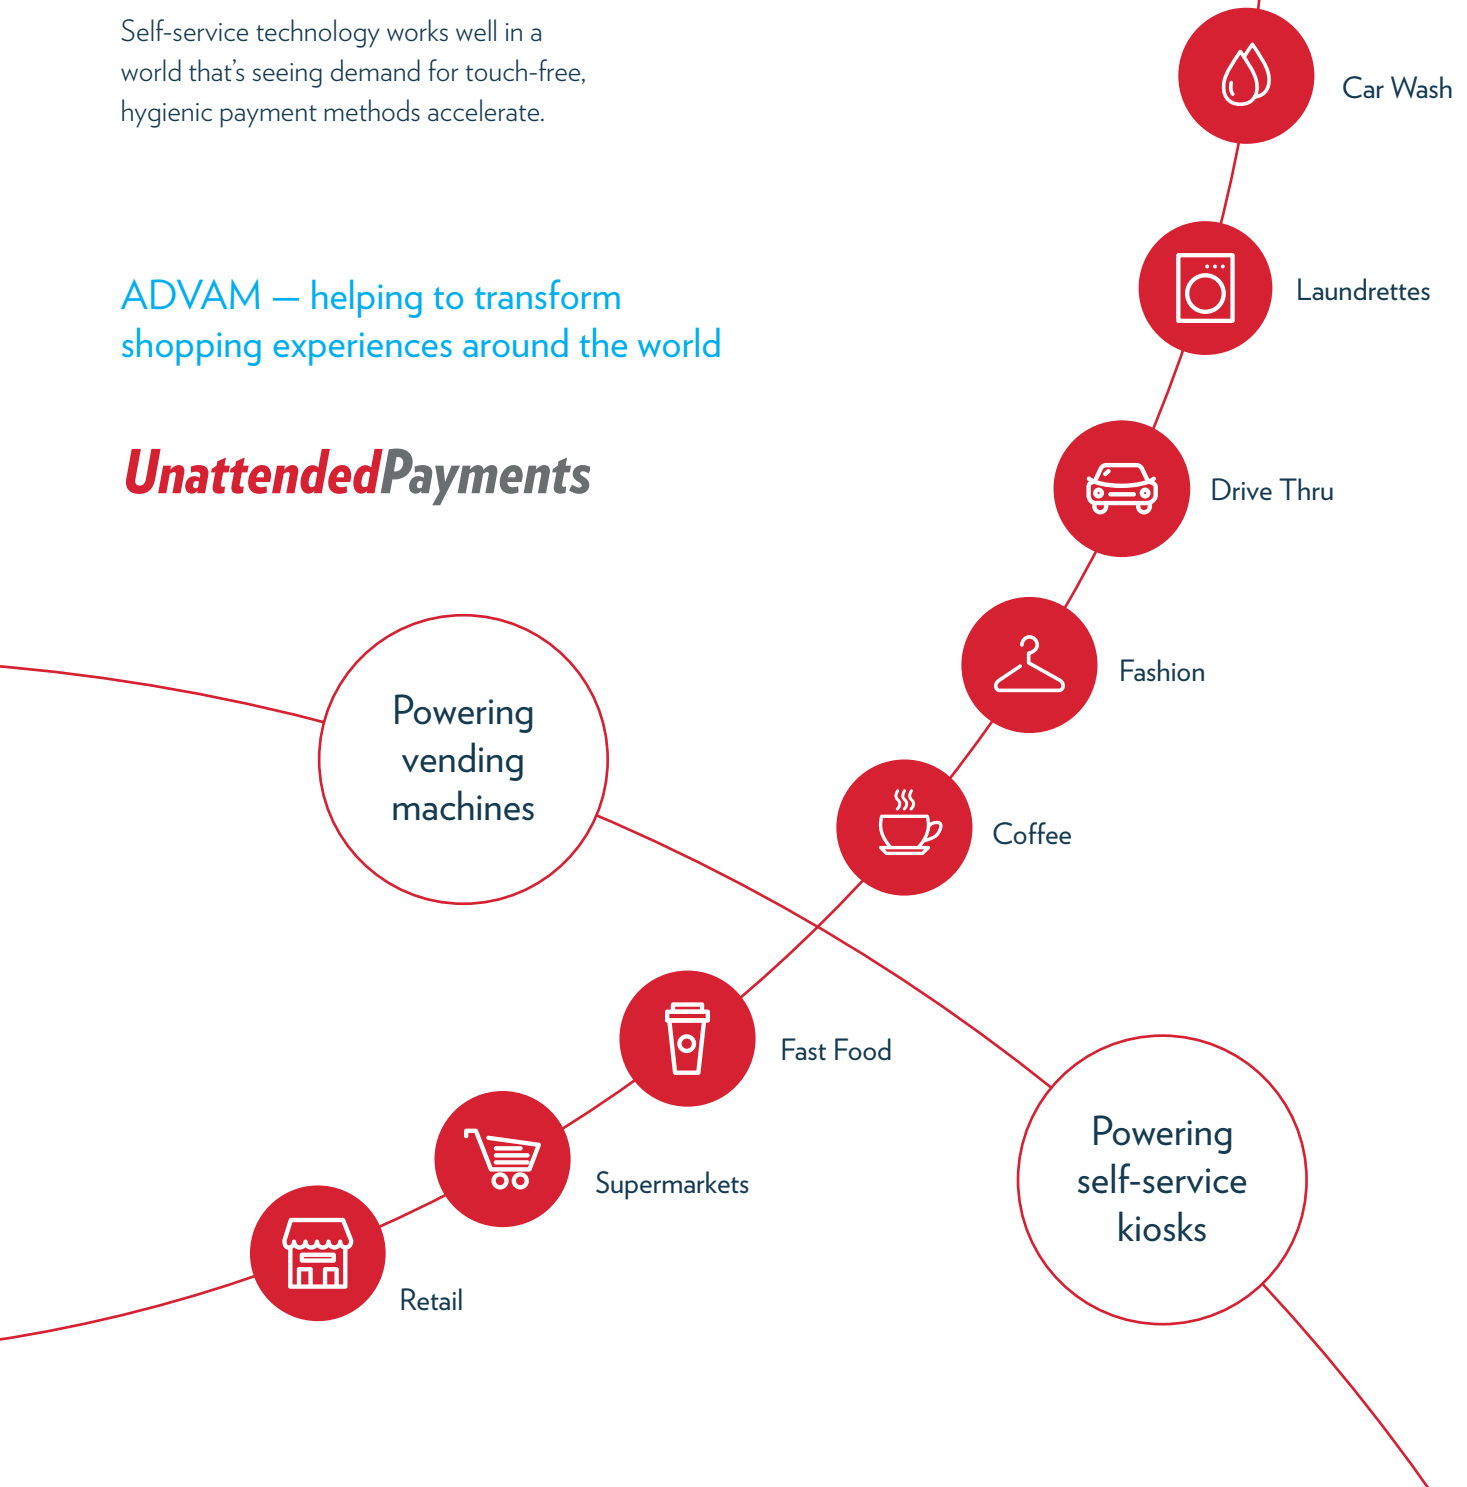 Self-service technology works well in a
world that’s seeing demand for touch-free,
hygienic payment methods accelerate.
ADVAM — helping to transform
shopping experiences around the world
UnattendedPayments
Car Wash
Laundrettes
Drive Thru
Fashion
Coffee
Fast Food
Supermarkets
Retail
Powering
vending
machines
Powering
self-service
kiosks